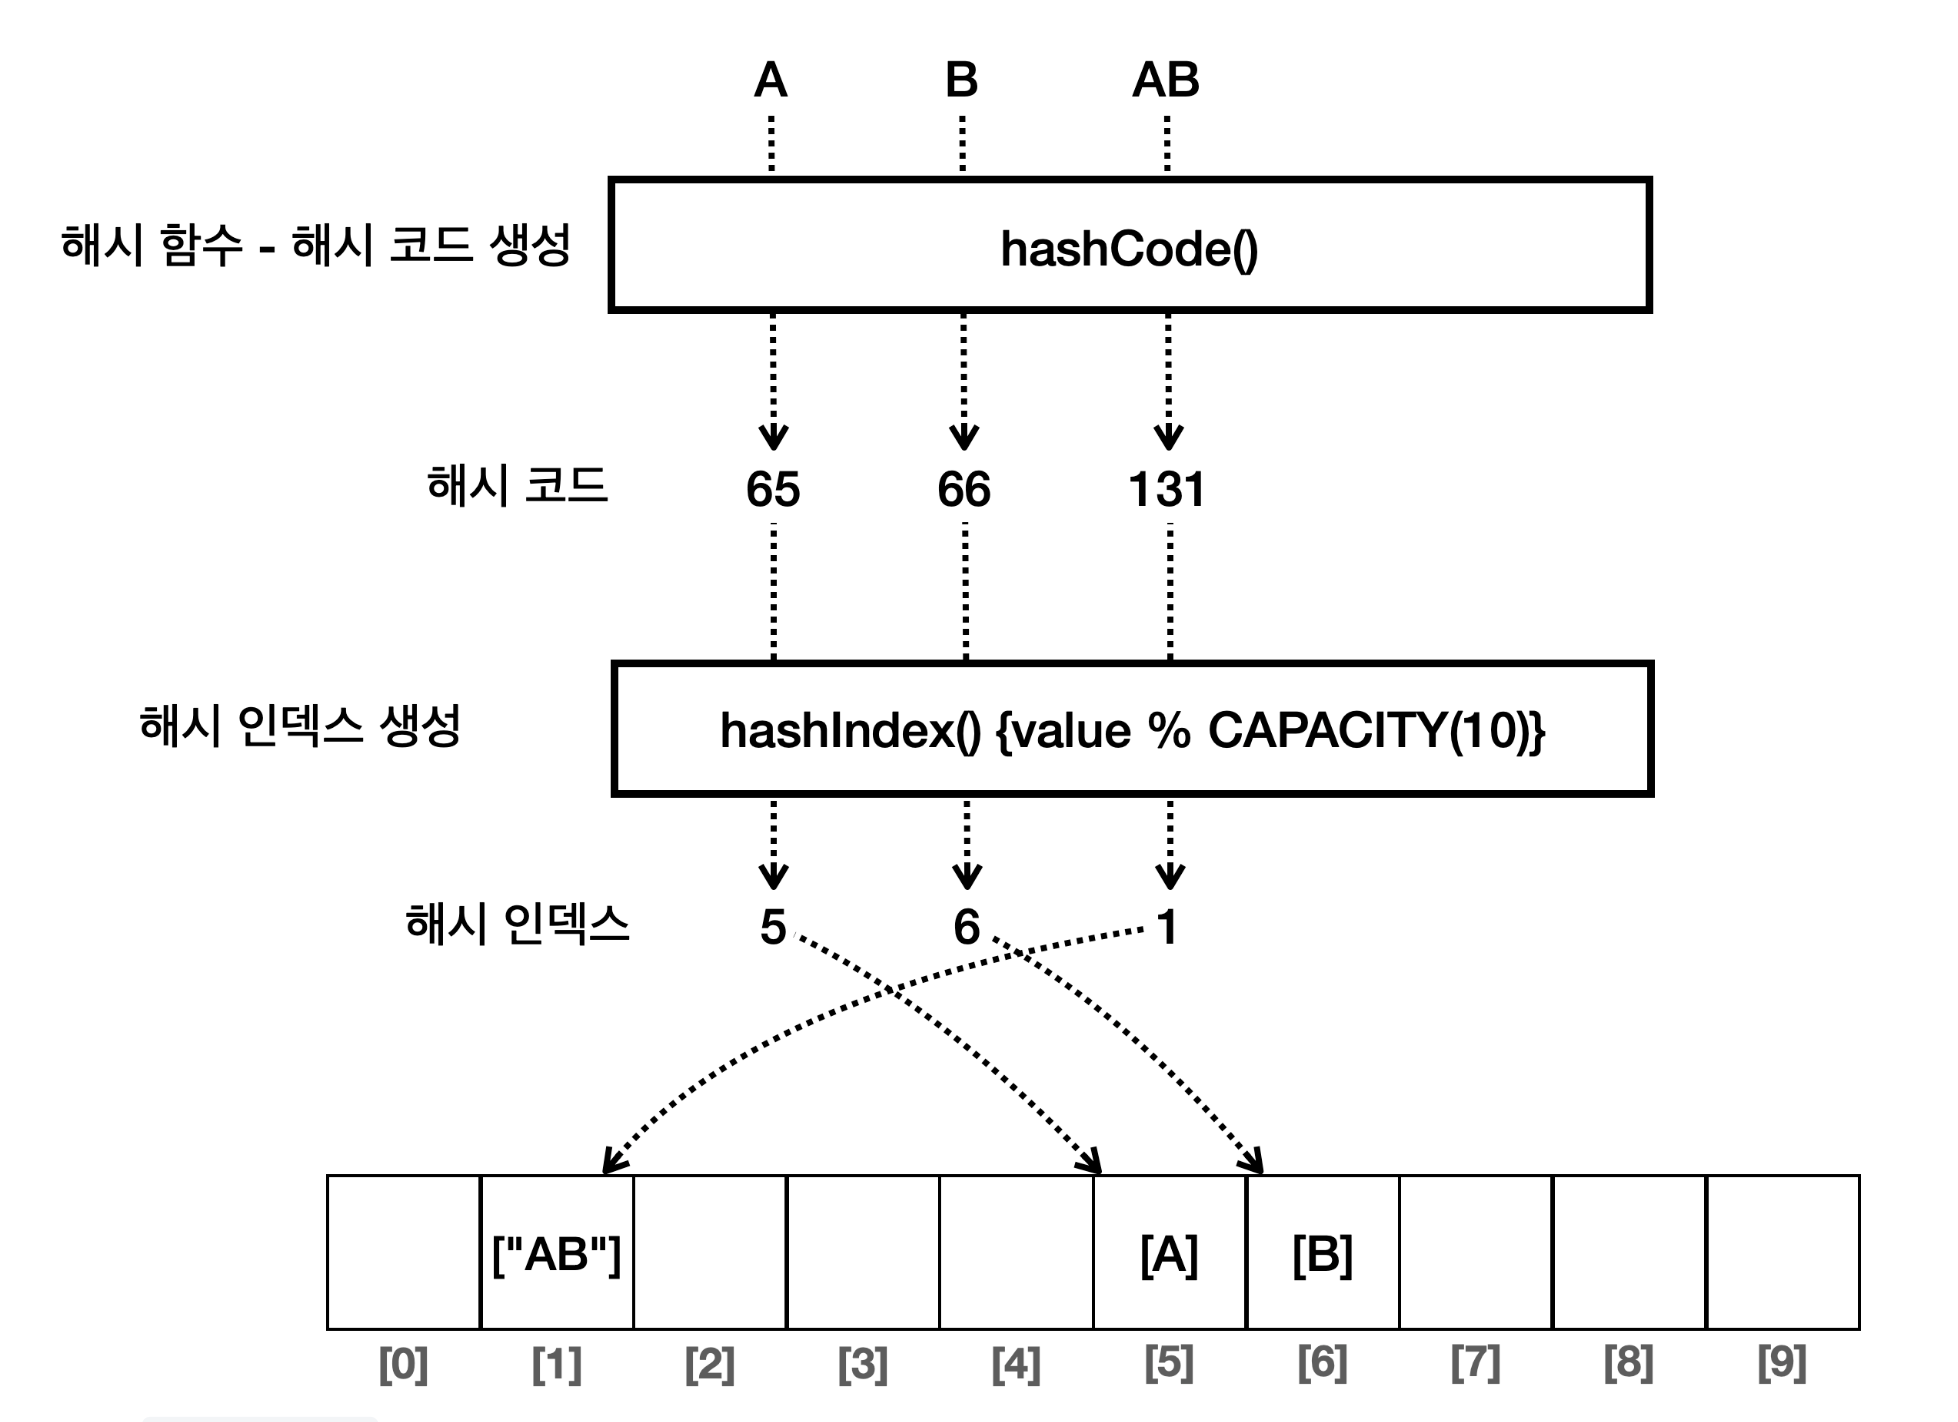 A B AB
해시 함수 - 해시 코드 생성 hashCode()
해시 코드 65 66 131
해시 인덱스 생성 hashIndex() {value % CAPACITY(10)}
해시 인덱스 5 6 1
["AB"] [A] [B]
[0] [1] [2] [3] [4] [5] [6] [7] [8] [9]